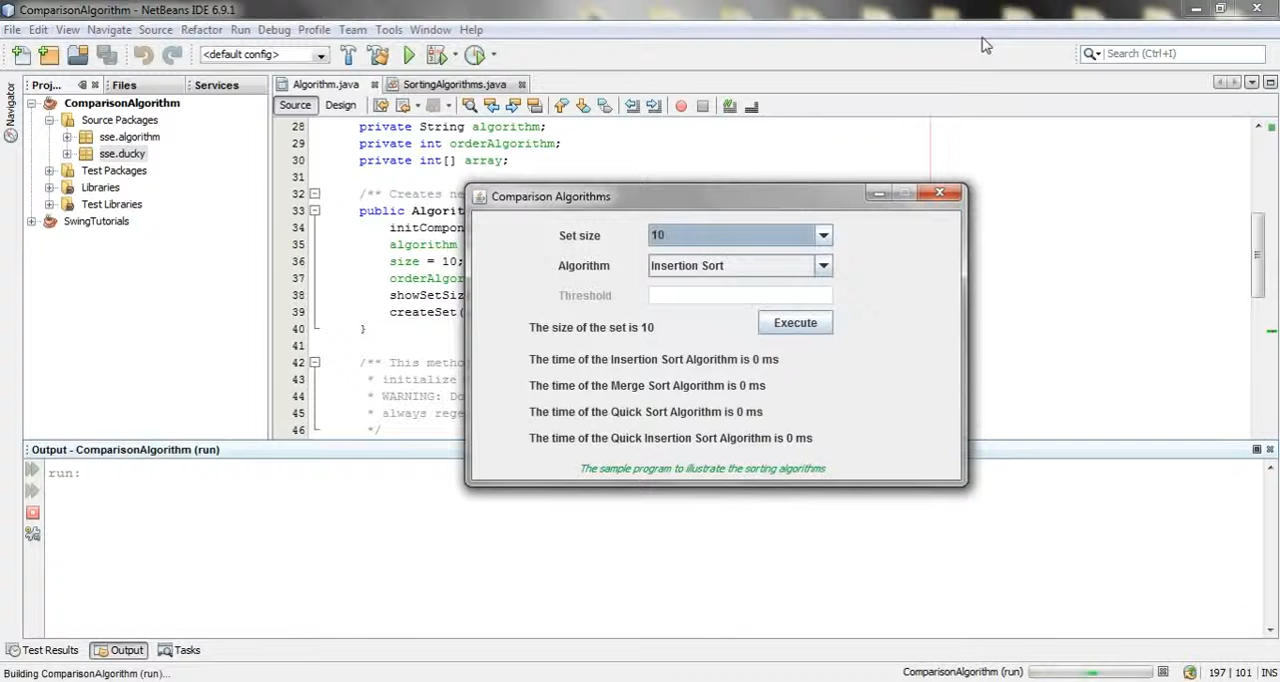 ComparisonAlgorithm - NetBeans IDE 6.9.1
File Edit View Navigate Source Refactor Run Debug Profile Team Tools Window Help
<default config>
Search (Ctrl+I)
Navigator
Proj... Files Services
Algorithm.java SortingAlgorithms.java
Source Design
ComparisonAlgorithm
Source Packages
sse.algorithm
sse.ducky
Test Packages
Libraries
Test Libraries
SwingTutorials
28 private String algorithm;
29 private int orderAlgorithm;
30 private int[] array;
31
32 /** Creates ne
33 public Algorit
34 initCompon
35 algorithm
36 size = 10;
37 orderAlgor
38 showSetSiz
39 createSet(
40 }
41
42 /** This metho
43 * initialize
44 * WARNING: Do
45 * always rege
46 */
Comparison Algorithms
Set size 10
Algorithm Insertion Sort
Threshold
The size of the set is 10 Execute
The time of the Insertion Sort Algorithm is 0 ms
The time of the Merge Sort Algorithm is 0 ms
The time of the Quick Sort Algorithm is 0 ms
The time of the Quick Insertion Sort Algorithm is 0 ms
The sample program to illustrate the sorting algorithms
Output - ComparisonAlgorithm (run)
run:
Test Results Output Tasks
Building ComparisonAlgorithm (run)...
ComparisonAlgorithm (run)
197 | 101 INS